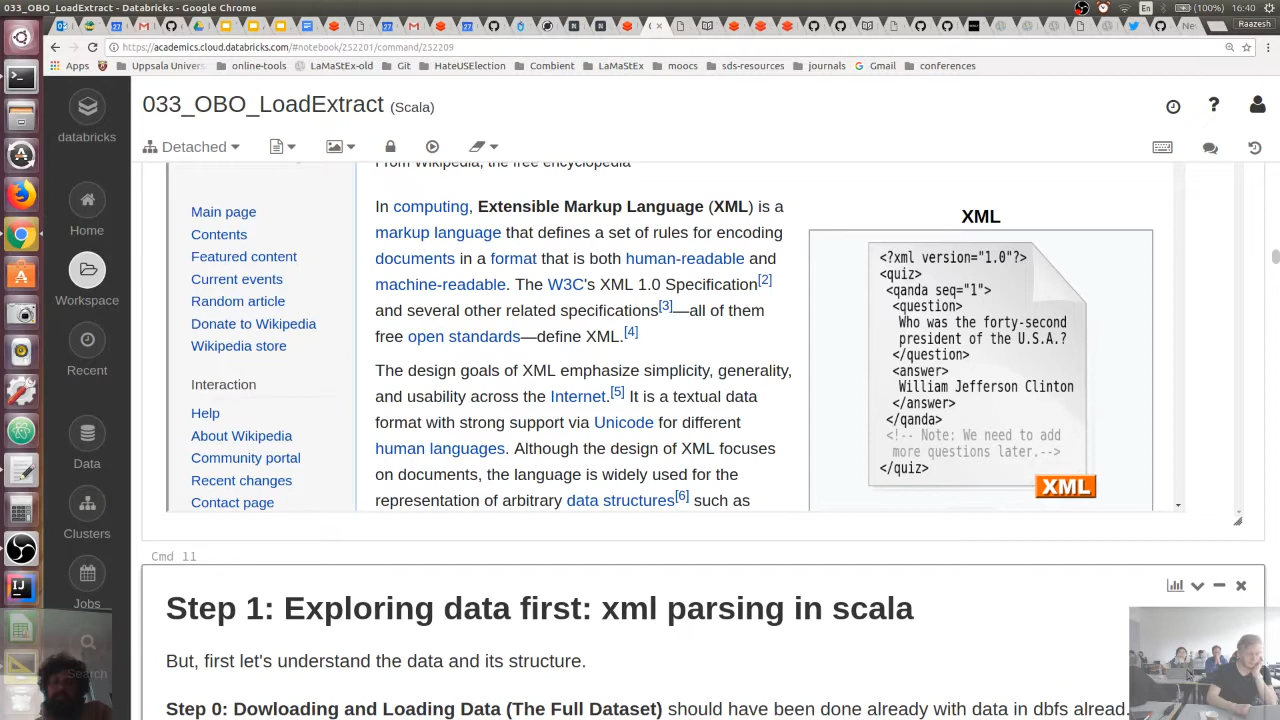 033_OBO_LoadExtract - Databricks - Google Chrome
En
16:40
Raazesh
https://academics.cloud.databricks.com/#notebook/252201/command/252209
Apps
Uppsala Univers
online-tools
LaMaStEx-old
Git
HateUSElection
Combient
LaMaStEx
moocs
sds-resources
journals
Gmail
conferences
databricks
Home
Workspace
Recent
Data
Clusters
Jobs
Search
033_OBO_LoadExtract (Scala)
Detached
From Wikipedia, the free encyclopedia
Main page
Contents
Featured content
Current events
Random article
Donate to Wikipedia
Wikipedia store
Interaction
Help
About Wikipedia
Community portal
Recent changes
Contact page
In computing, Extensible Markup Language (XML) is a
markup language that defines a set of rules for encoding
documents in a format that is both human-readable and
machine-readable. The W3C's XML 1.0 Specification[2]
and several other related specifications[3]—all of them
free open standards—define XML.[4]
The design goals of XML emphasize simplicity, generality,
and usability across the Internet.[5] It is a textual data
format with strong support via Unicode for different
human languages. Although the design of XML focuses
on documents, the language is widely used for the
representation of arbitrary data structures[6] such as
XML
<?xml version="1.0"?>
<quiz>
<qanda seq="1">
<question>
Who was the forty-second
president of the U.S.A.?
</question>
<answer>
William Jefferson Clinton
</answer>
</qanda>
<!-- Note: We need to add
more questions later.-->
</quiz>
XML
Cmd 11
Step 1: Exploring data first: xml parsing in scala
But, first let's understand the data and its structure.
Step 0: Dowloading and Loading Data (The Full Dataset) should have been done already with data in dbfs alread.